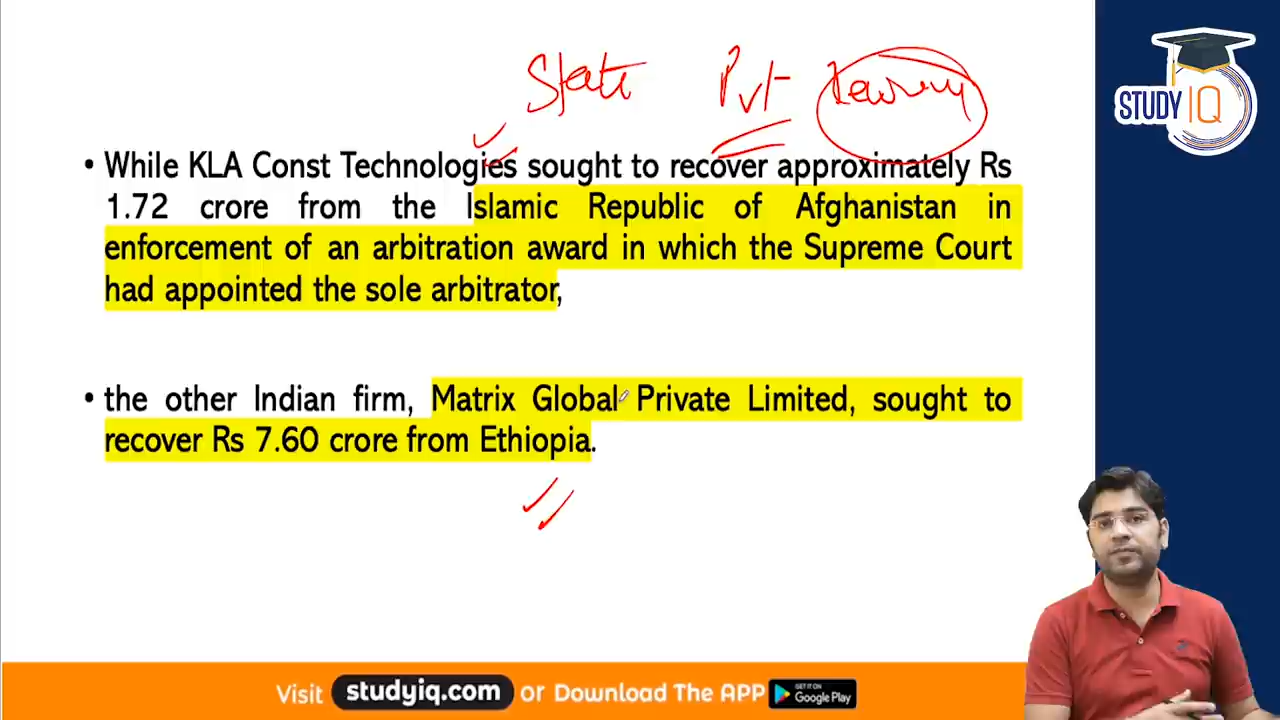 State Pvt
STUDY IQ
• While KLA Const Technologies sought to recover approximately Rs
1.72 crore from the Islamic Republic of Afghanistan in
enforcement of an arbitration award in which the Supreme Court
had appointed the sole arbitrator,
• the other Indian firm, Matrix Global Private Limited, sought to
recover Rs 7.60 crore from Ethiopia.
Visit studyiq.com or Download The APP GET IT ON Google Play